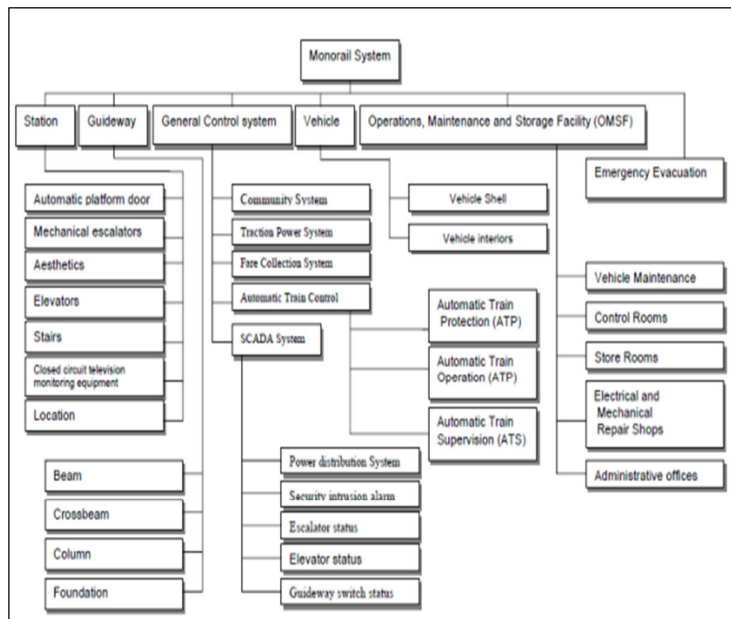 Monorail System
Station
Guideway
General Control system
Vehicle
Operations, Maintenance and Storage Facility (OMSF)
Emergency Evacuation
Automatic platform door
Mechanical escalators
Aesthetics
Elevators
Stairs
Closed circuit television
monitoring equipment
Location
Beam
Crossbeam
Column
Foundation
Community System
Traction Power System
Fare Collection System
Automatic Train Control
SCADA System
Power distribution System
Security intrusion alarm
Escalator status
Elevator status
Guideway switch status
Automatic Train
Protection (ATP)
Automatic Train
Operation (ATP)
Automatic Train
Supervision (ATS)
Vehicle Shell
Vehicle interiors
Vehicle Maintenance
Control Rooms
Store Rooms
Electrical and
Mechanical
Repair Shops
Administrative offices